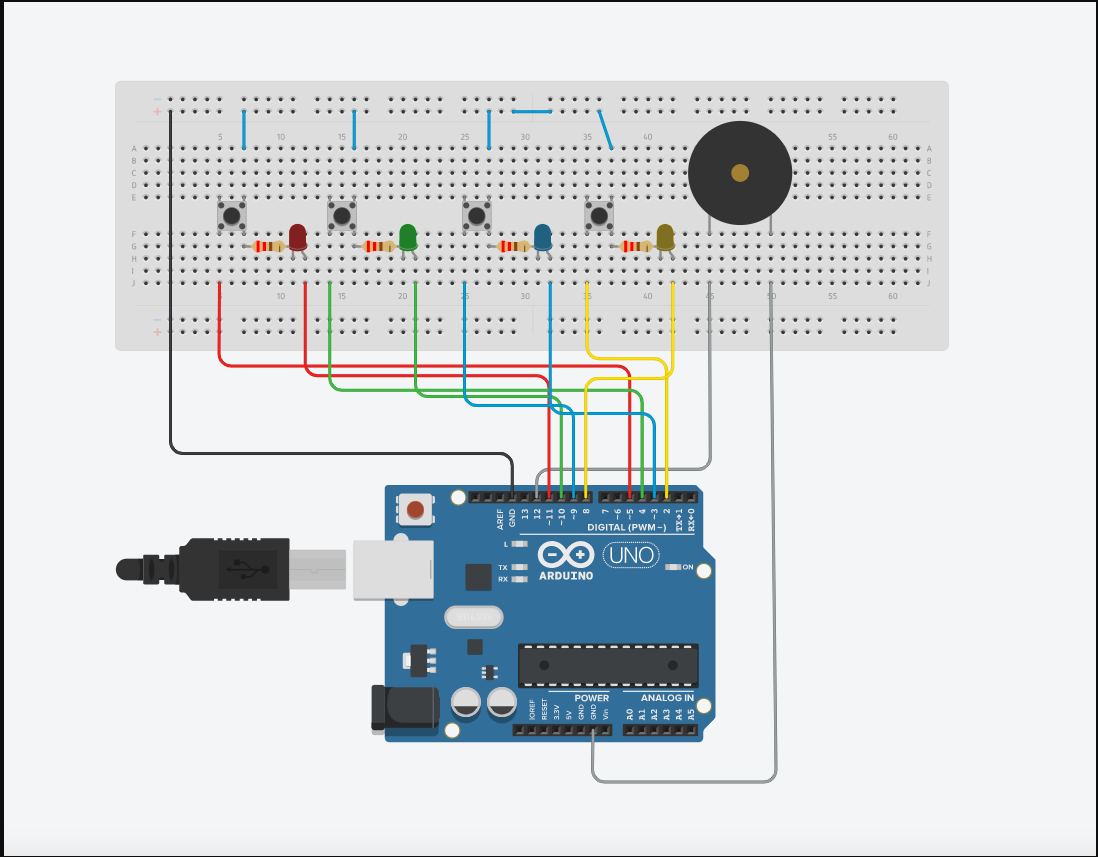 5 10 15 20 25 30 35 40 55 60
A A
B B
C C
D D
E E
F F
G G
H H
I I
J J
5 10 15 20 25 30 35 40 45 50 55 60
AREF GND 13 12 ~11 ~10 ~9 8 7 ~6 ~5 4 ~3 2 TX→1 RX←0
DIGITAL (PWM~)
L
TX
RX
ARDUINO
UNO
ON
POWER ANALOG IN
IOREF RESET 3.3V 5V GND GND Vin A0 A1 A2 A3 A4 A5